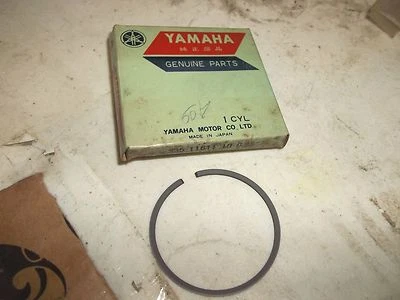 YAMAHA
純正部品
GENUINE PARTS
1 CYL
YAMAHA MOTOR CO., LTD.
MADE IN JAPAN